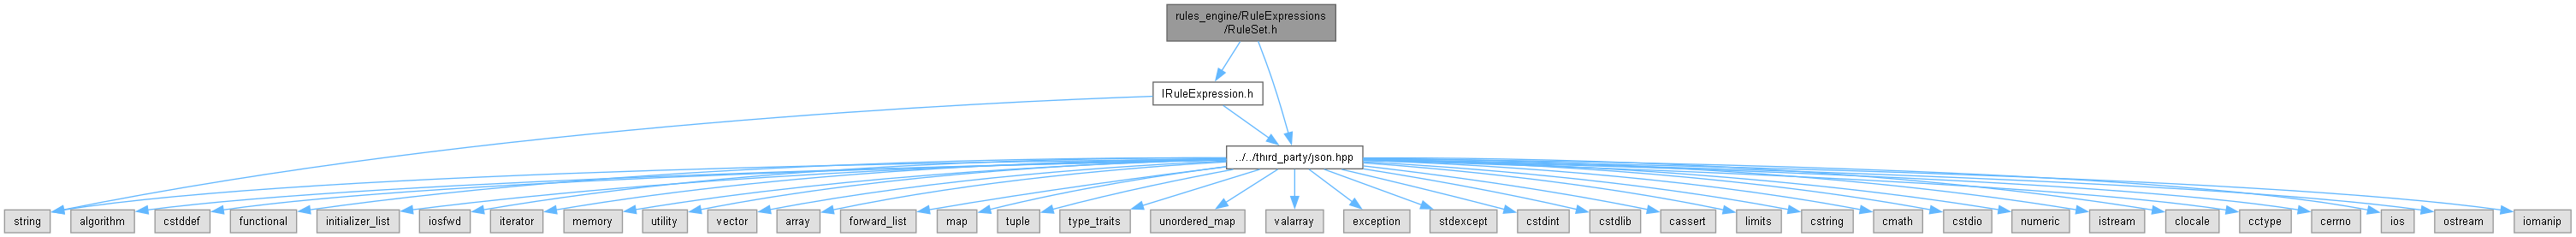 rules_engine/RuleExpressions
/RuleSet.h
IRuleExpression.h
../../third_party/json.hpp
string
algorithm
cstddef
functional
initializer_list
iosfwd
iterator
memory
utility
vector
array
forward_list
map
tuple
type_traits
unordered_map
valarray
exception
stdexcept
cstdint
cstdlib
cassert
limits
cstring
cmath
cstdio
numeric
istream
clocale
cctype
cerrno
ios
ostream
iomanip